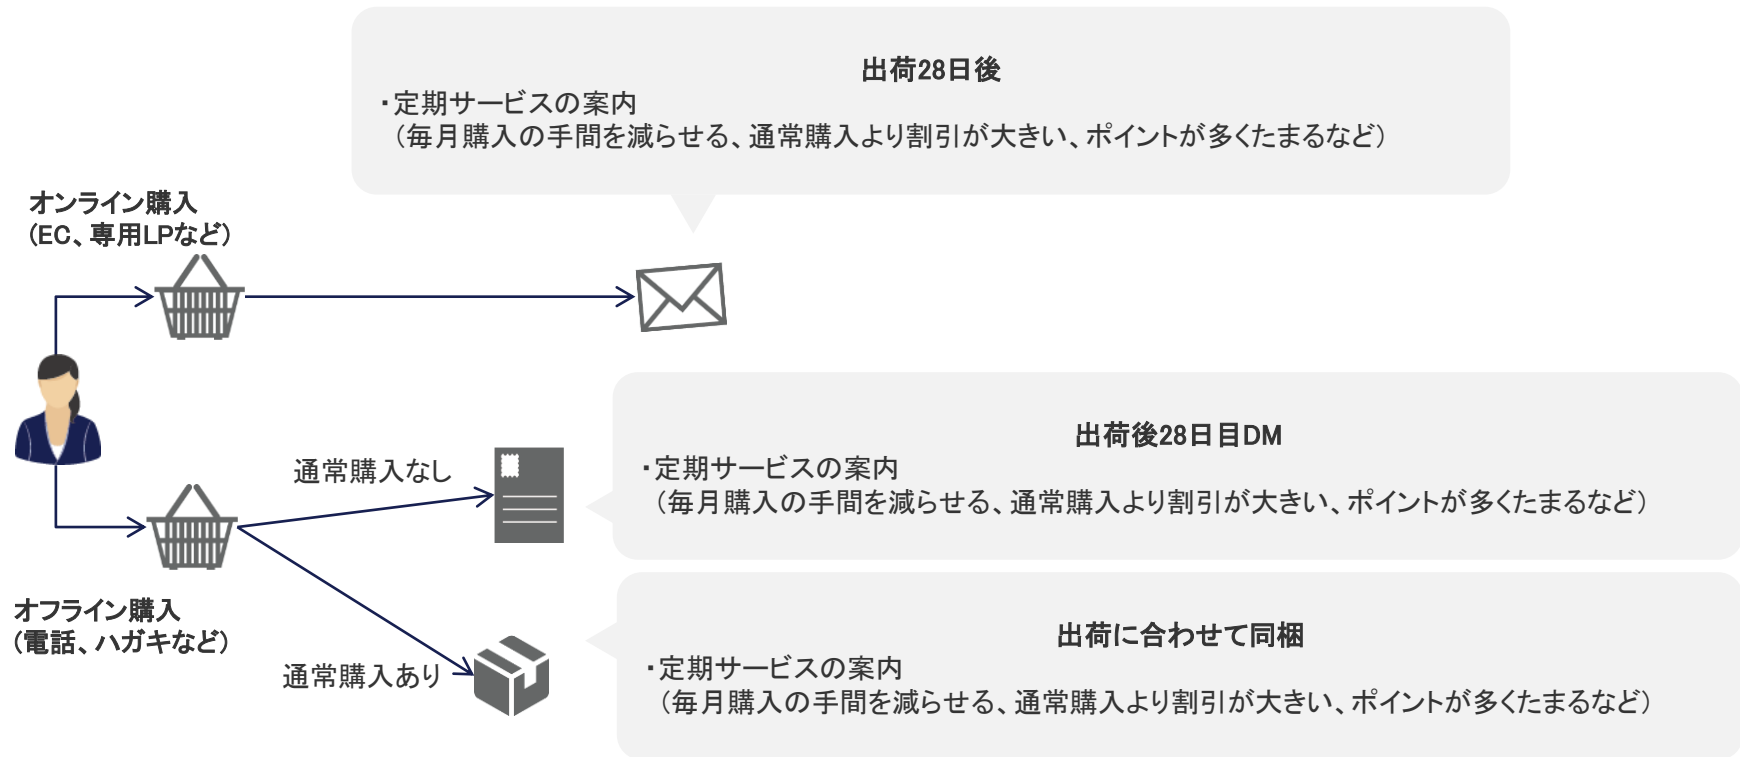 出荷28日後
・定期サービスの案内
（毎月購入の手間を減らせる、通常購入より割引が大きい、ポイントが多くたまるなど）
オンライン購入
(EC、専用LPなど)
出荷後28日目DM
・定期サービスの案内
（毎月購入の手間を減らせる、通常購入より割引が大きい、ポイントが多くたまるなど）
通常購入なし
オフライン購入
(電話、ハガキなど)
通常購入あり
出荷に合わせて同梱
・定期サービスの案内
（毎月購入の手間を減らせる、通常購入より割引が大きい、ポイントが多くたまるなど）